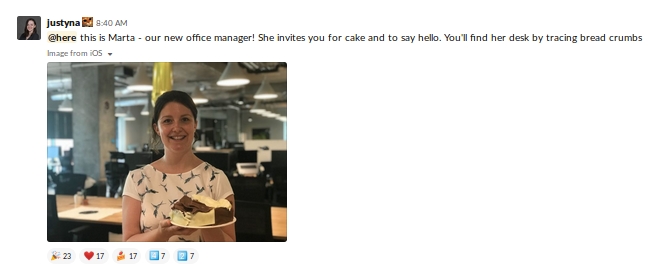 justyna 8:40 AM
@here this is Marta - our new office manager! She invites you for cake and to say hello. You'll find her desk by tracing bread crumbs
Image from iOS
23 17 17 7 7